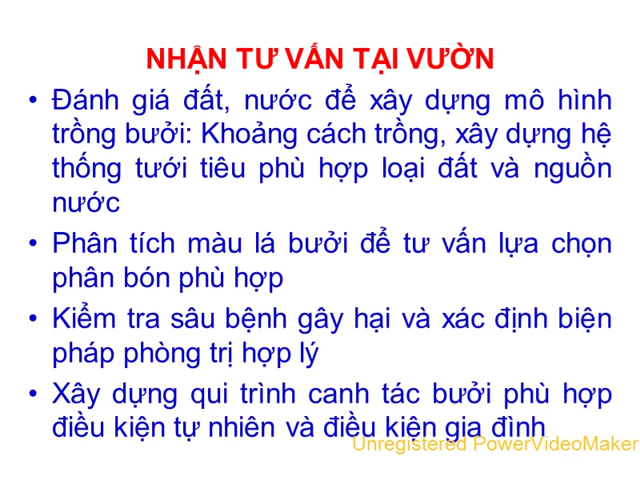 NHẬN TƯ VẤN TẠI VƯỜN
• Đánh giá đất, nước để xây dựng mô hình
trồng bưởi: Khoảng cách trồng, xây dựng hệ
thống tưới tiêu phù hợp loại đất và nguồn
nước
• Phân tích màu lá bưởi để tư vấn lựa chọn
phân bón phù hợp
• Kiểm tra sâu bệnh gây hại và xác định biện
pháp phòng trị hợp lý
• Xây dựng qui trình canh tác bưởi phù hợp
điều kiện tự nhiên và điều kiện gia đình
Unregistered PowerVideoMaker